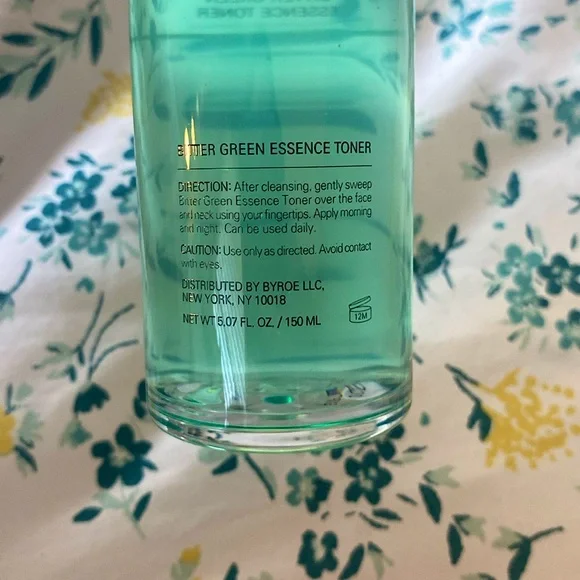 ESSENCE TONER
BITTER GREEN ESSENCE TONER
DIRECTION: After cleansing, gently sweep
Bitter Green Essence Toner over the face
and neck using your fingertips. Apply morning
and night. Can be used daily.
CAUTION: Use only as directed. Avoid contact
with eyes.
DISTRIBUTED BY BYROE LLC,
NEW YORK, NY 10018
NET WT 5.07 FL. OZ. / 150 ML
12M